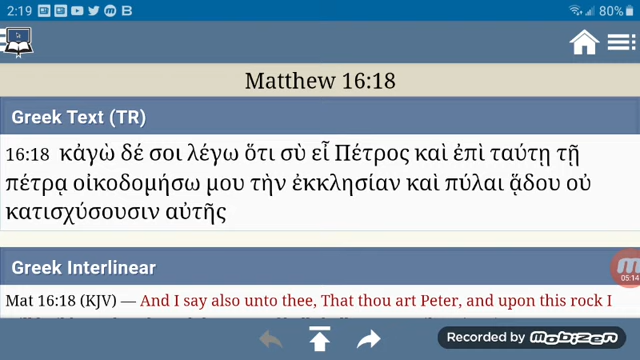 2:19 80%
Matthew 16:18
Greek Text (TR)
16:18 κἀγὼ δέ σοι λέγω ὅτι σὺ εἶ Πέτρος καὶ ἐπὶ ταύτῃ τῇ
πέτρᾳ οἰκοδομήσω μου τὴν ἐκκλησίαν καὶ πύλαι ᾅδου οὐ
κατισχύσουσιν αὐτῆς
05:14
Greek Interlinear
Mat 16:18 (KJV) — And I say also unto thee, That thou art Peter, and upon this rock I
Recorded by mobizen